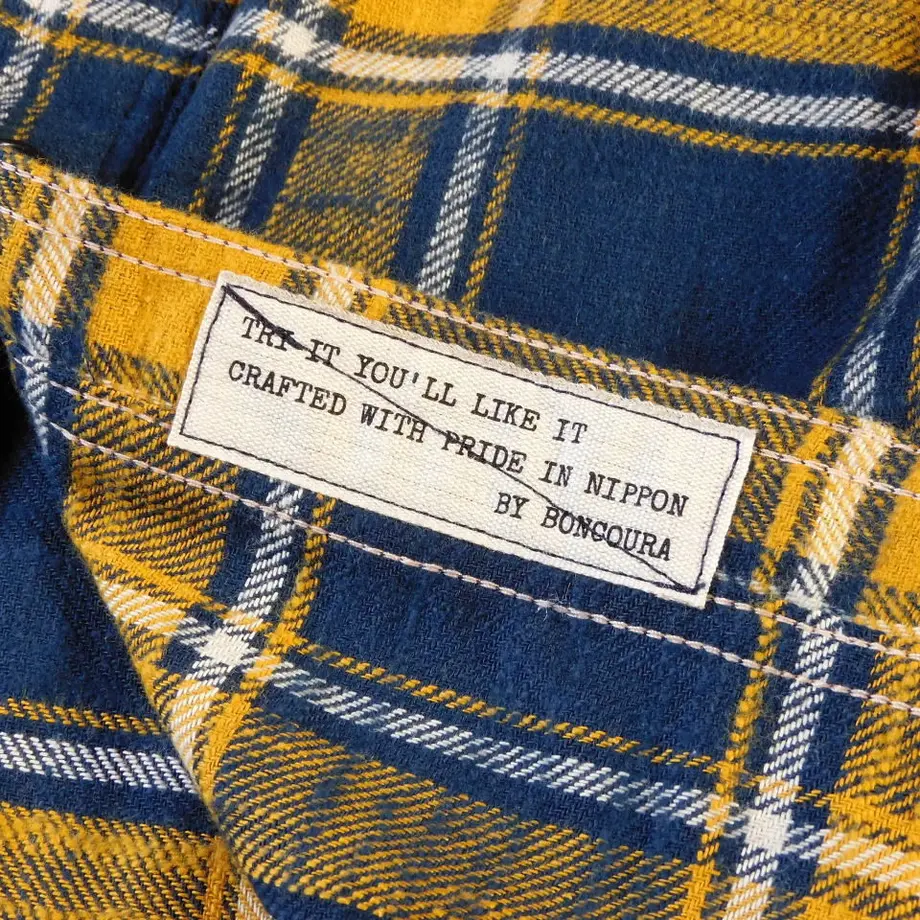 TRY IT YOU'LL LIKE IT
CRAFTED WITH PRIDE IN NIPPON
BY BONCOURA